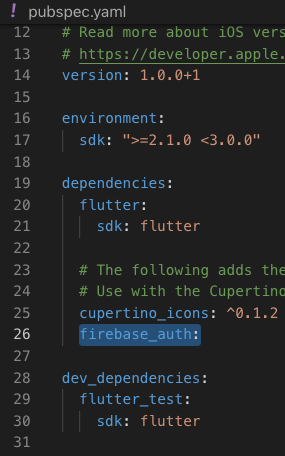 ! pubspec.yaml
12 # Read more about iOS vers
13 # https://developer.apple.
14 version: 1.0.0+1
15
16 environment:
17 sdk: ">=2.1.0 <3.0.0"
18
19 dependencies:
20 flutter:
21 sdk: flutter
22
23 # The following adds the
24 # Use with the Cupertino
25 cupertino_icons: ^0.1.2
26 firebase_auth:
27
28 dev_dependencies:
29 flutter_test:
30 sdk: flutter
31